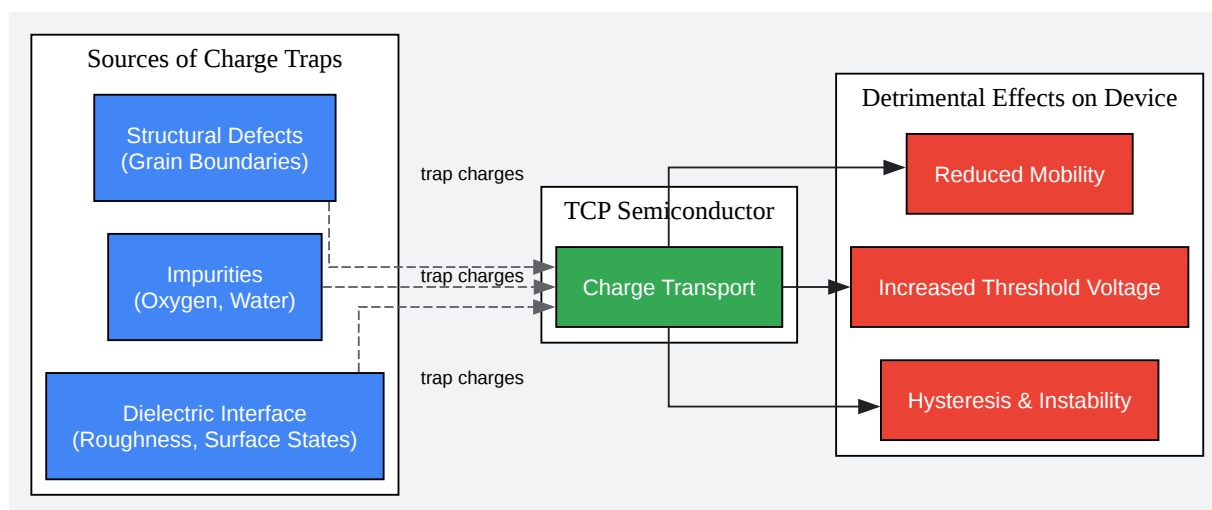 Sources of Charge Traps
Structural Defects
(Grain Boundaries)
Impurities
(Oxygen, Water)
Dielectric Interface
(Roughness, Surface States)
trap charges
trap charges
trap charges
TCP Semiconductor
Charge Transport
Detrimental Effects on Device
Reduced Mobility
Increased Threshold Voltage
Hysteresis & Instability